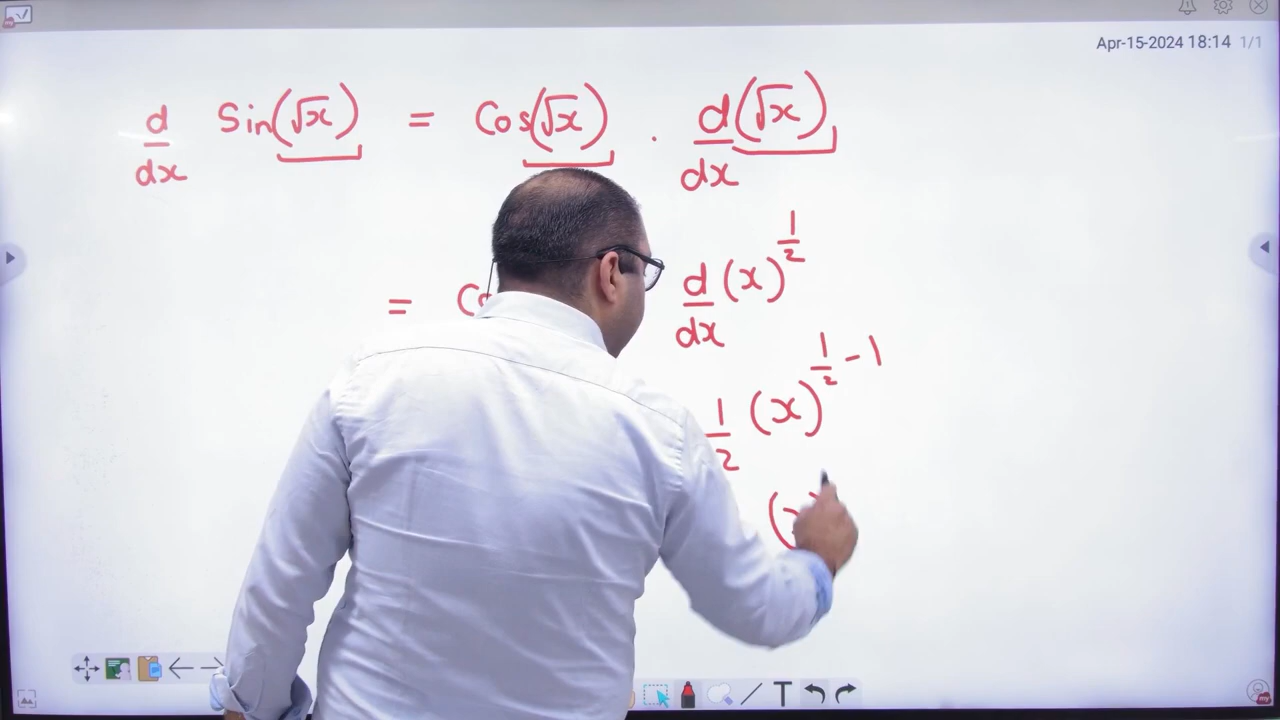 Apr-15-2024 18:14 1/1
d/dx Sin(√x) = Cos(√x) . d/dx (√x)
= d/dx (x)^1/2
1/2 (x)^1/2 - 1
T